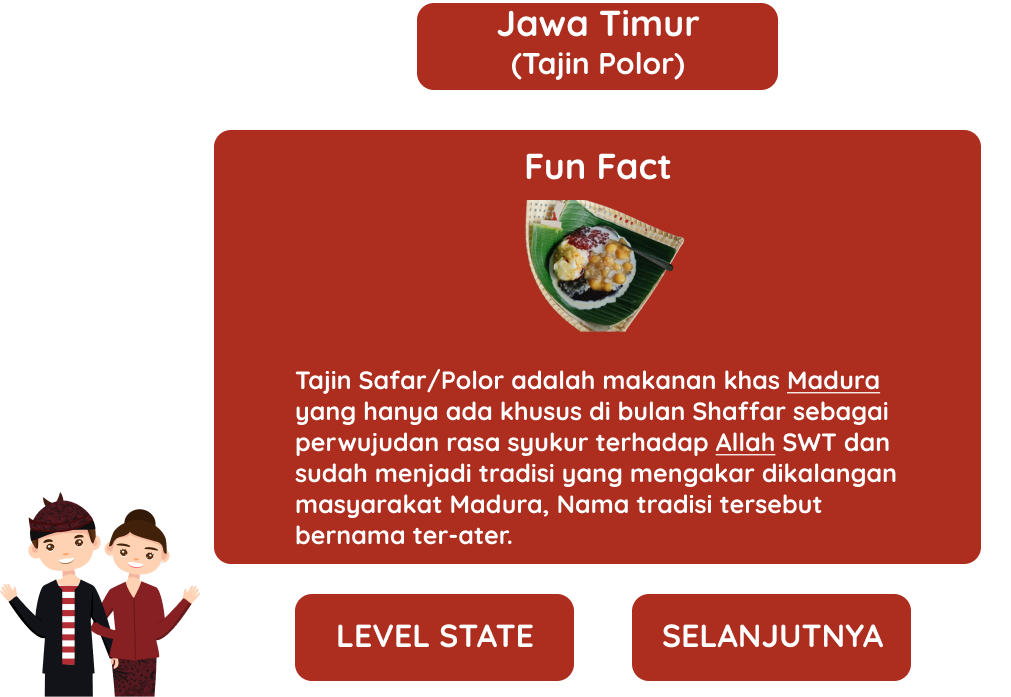 Jawa Timur
(Tajin Polor)
Fun Fact
Tajin Safar/Polor adalah makanan khas Madura
yang hanya ada khusus di bulan Shaffar sebagai
perwujudan rasa syukur terhadap Allah SWT dan
sudah menjadi tradisi yang mengakar dikalangan
masyarakat Madura, Nama tradisi tersebut
bernama ter-ater.
LEVEL STATE
SELANJUTNYA